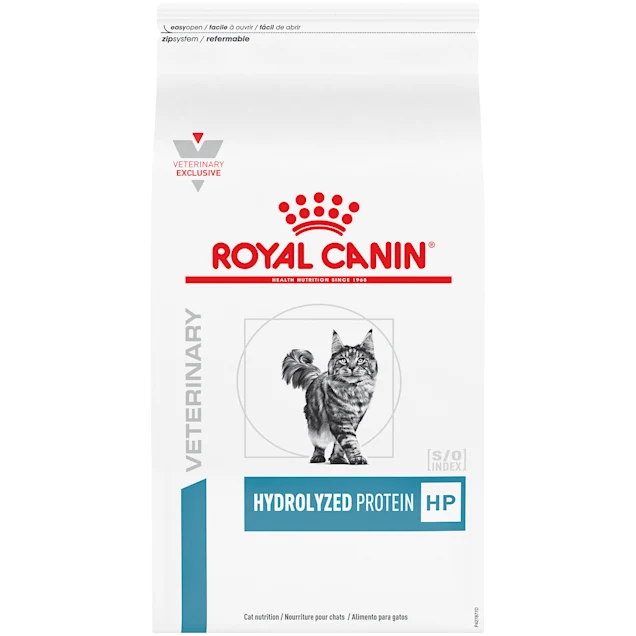 easyopen / facile à ouvrir / fácil de abrir
zipsystem / refermable
VETERINARY
EXCLUSIVE
ROYAL CANIN®
HEALTH NUTRITION SINCE 1968
VETERINARY
S/O
INDEX
HYDROLYZED PROTEIN HP
Cat nutrition / Nourriture pour chats / Alimento para gatos